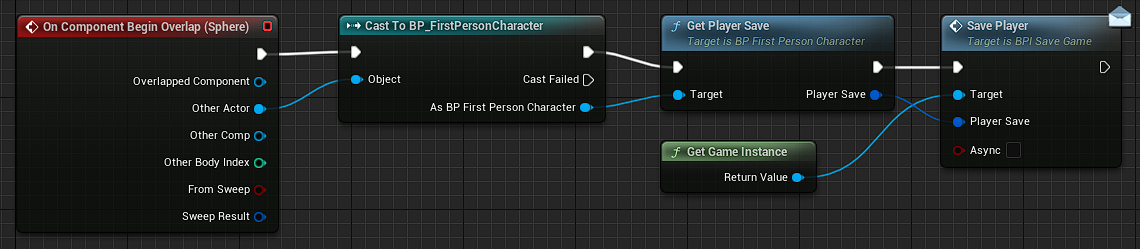 On Component Begin Overlap (Sphere)
Overlapped Component
Other Actor
Other Comp
Other Body Index
From Sweep
Sweep Result
Cast To BP_FirstPersonCharacter
Object
Cast Failed
As BP First Person Character
f Get Player Save
Target is BP First Person Character
Target
Player Save
f Get Game Instance
Return Value
Save Player
Target is BPI Save Game
Target
Player Save
Async